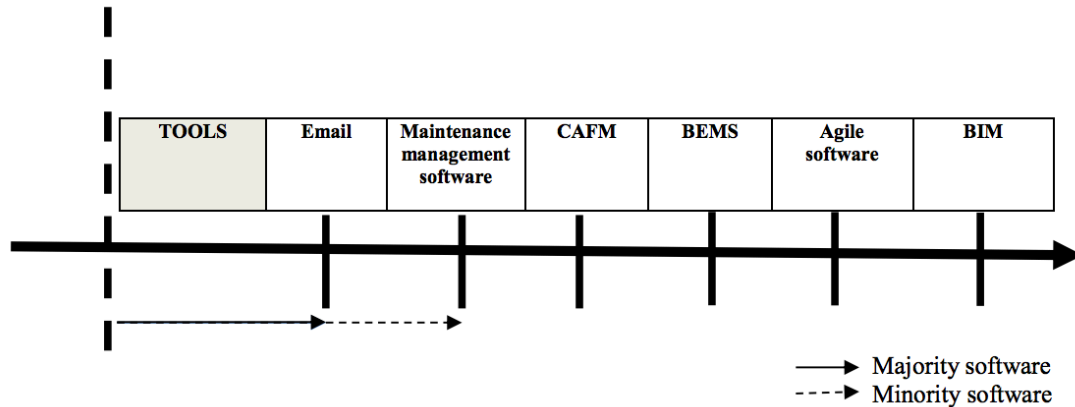 TOOLS
Email
Maintenance
management
software
CAFM
BEMS
Agile
software
BIM
Majority software
Minority software